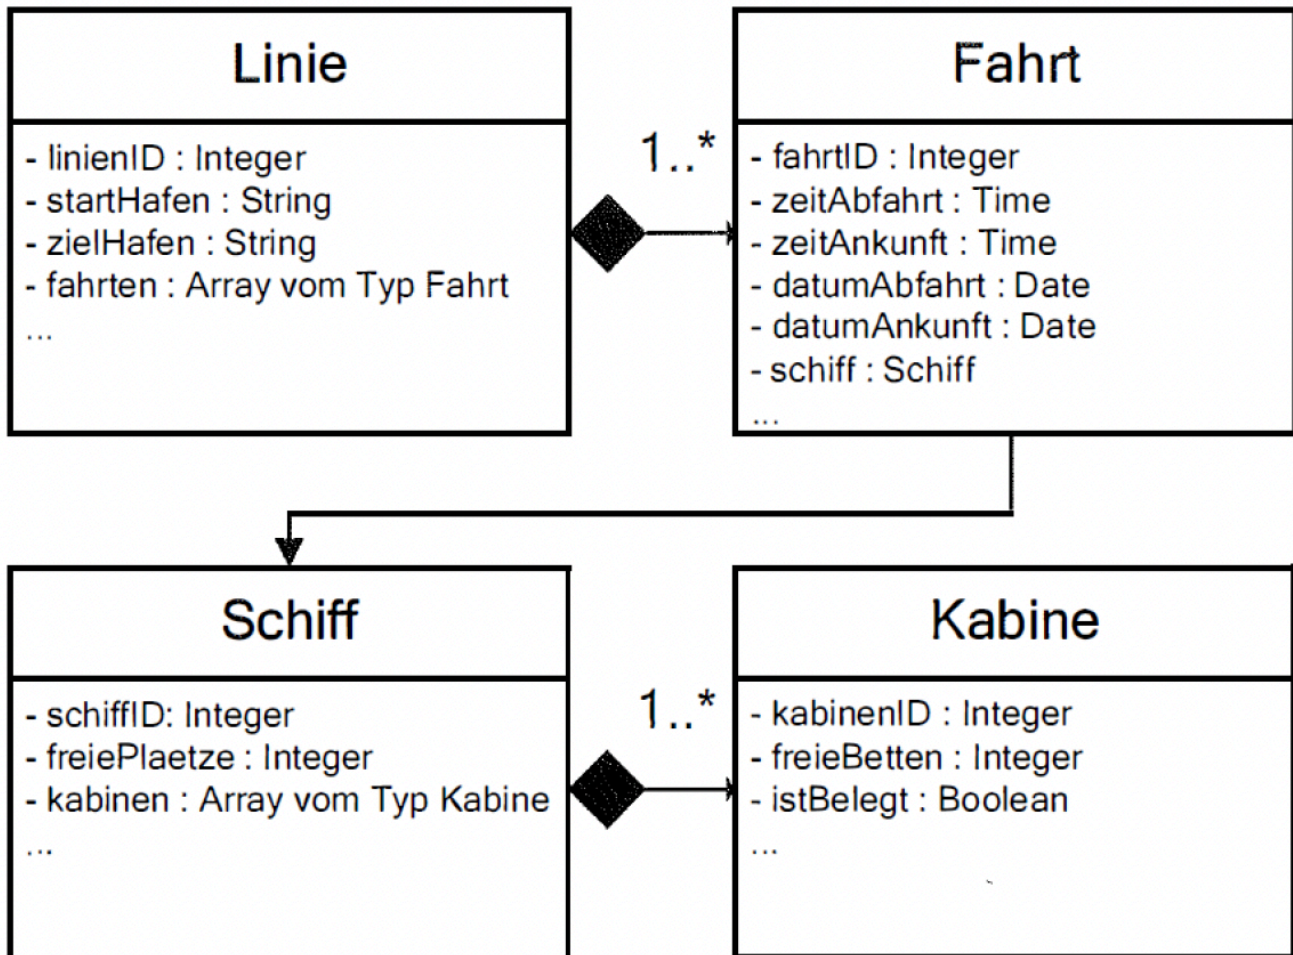 Linie
- linienID : Integer
- startHafen : String
- zielHafen : String
- fahrten : Array vom Typ Fahrt
...
1..*
Fahrt
- fahrtID : Integer
- zeitAbfahrt : Time
- zeitAnkunft : Time
- datumAbfahrt : Date
- datumAnkunft : Date
- schiff : Schiff
...
Schiff
- schiffID: Integer
- freiePlaetze : Integer
- kabinen : Array vom Typ Kabine
...
1..*
Kabine
- kabinenID : Integer
- freieBetten : Integer
- istBelegt : Boolean
...